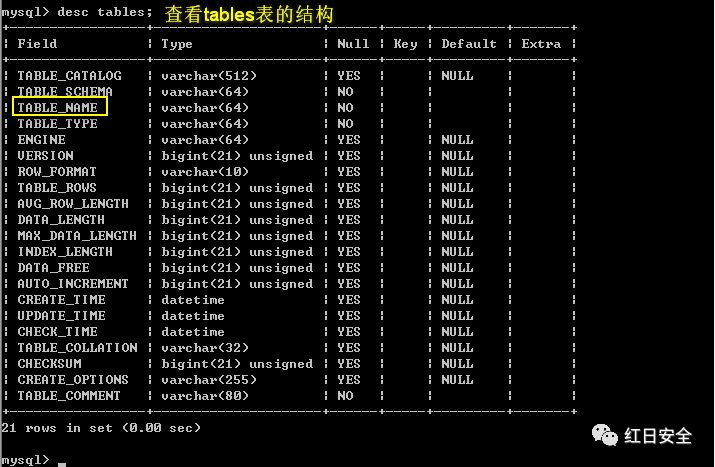 mysql> desc tables; 查看tables表的结构
| Field | Type | Null | Key | Default | Extra |
| TABLE_CATALOG | varchar(512) | YES | | NULL | |
| TABLE_SCHEMA | varchar(64) | NO | | | |
| TABLE_NAME | varchar(64) | NO | | | |
| TABLE_TYPE | varchar(64) | NO | | | |
| ENGINE | varchar(64) | YES | | NULL | |
| VERSION | bigint(21) unsigned | YES | | NULL | |
| ROW_FORMAT | varchar(10) | YES | | NULL | |
| TABLE_ROWS | bigint(21) unsigned | YES | | NULL | |
| AVG_ROW_LENGTH | bigint(21) unsigned | YES | | NULL | |
| DATA_LENGTH | bigint(21) unsigned | YES | | NULL | |
| MAX_DATA_LENGTH | bigint(21) unsigned | YES | | NULL | |
| INDEX_LENGTH | bigint(21) unsigned | YES | | NULL | |
| DATA_FREE | bigint(21) unsigned | YES | | NULL | |
| AUTO_INCREMENT | bigint(21) unsigned | YES | | NULL | |
| CREATE_TIME | datetime | YES | | NULL | |
| UPDATE_TIME | datetime | YES | | NULL | |
| CHECK_TIME | datetime | YES | | NULL | |
| TABLE_COLLATION | varchar(32) | YES | | NULL | |
| CHECKSUM | bigint(21) unsigned | YES | | NULL | |
| CREATE_OPTIONS | varchar(255) | YES | | NULL | |
| TABLE_COMMENT | varchar(80) | NO | | | |
21 rows in set (0.00 sec)
红日安全
mysql> _